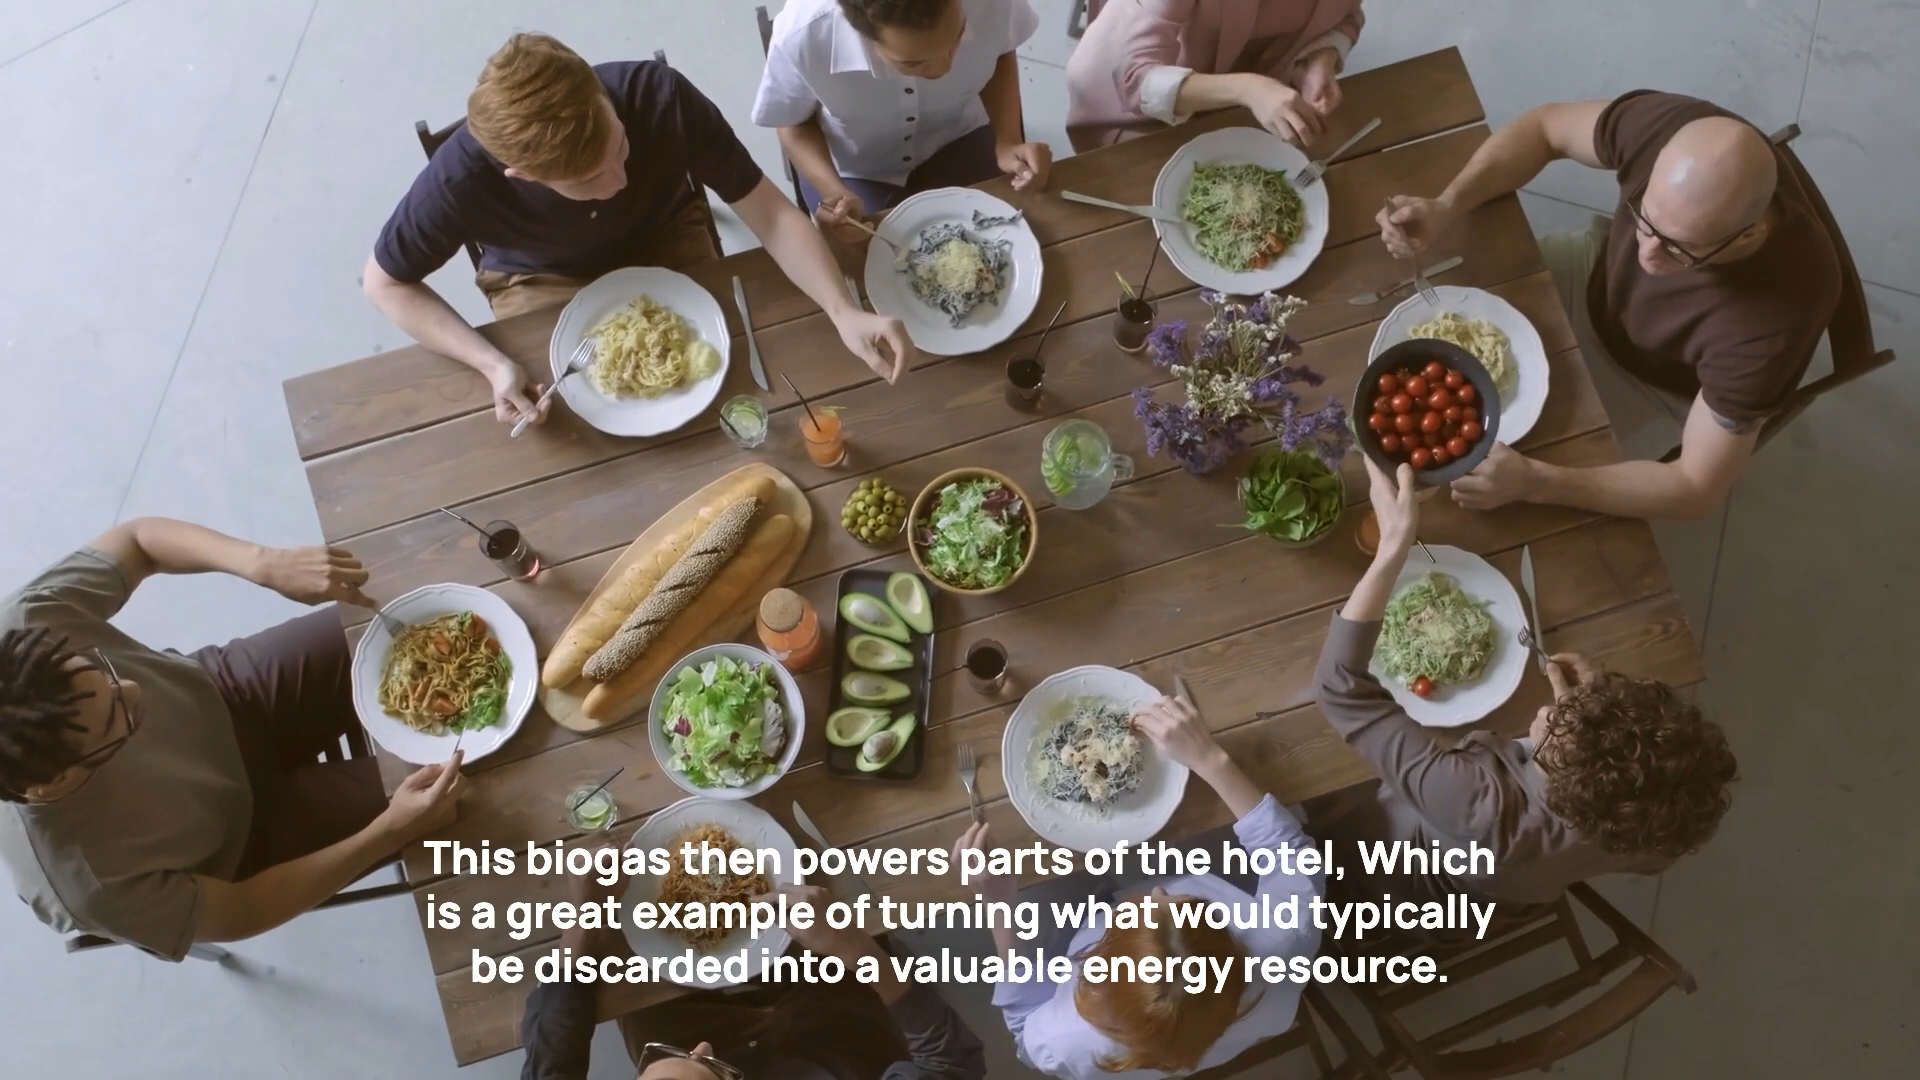 This biogas then powers parts of the hotel, Which
is a great example of turning what would typically
be discarded into a valuable energy resource.